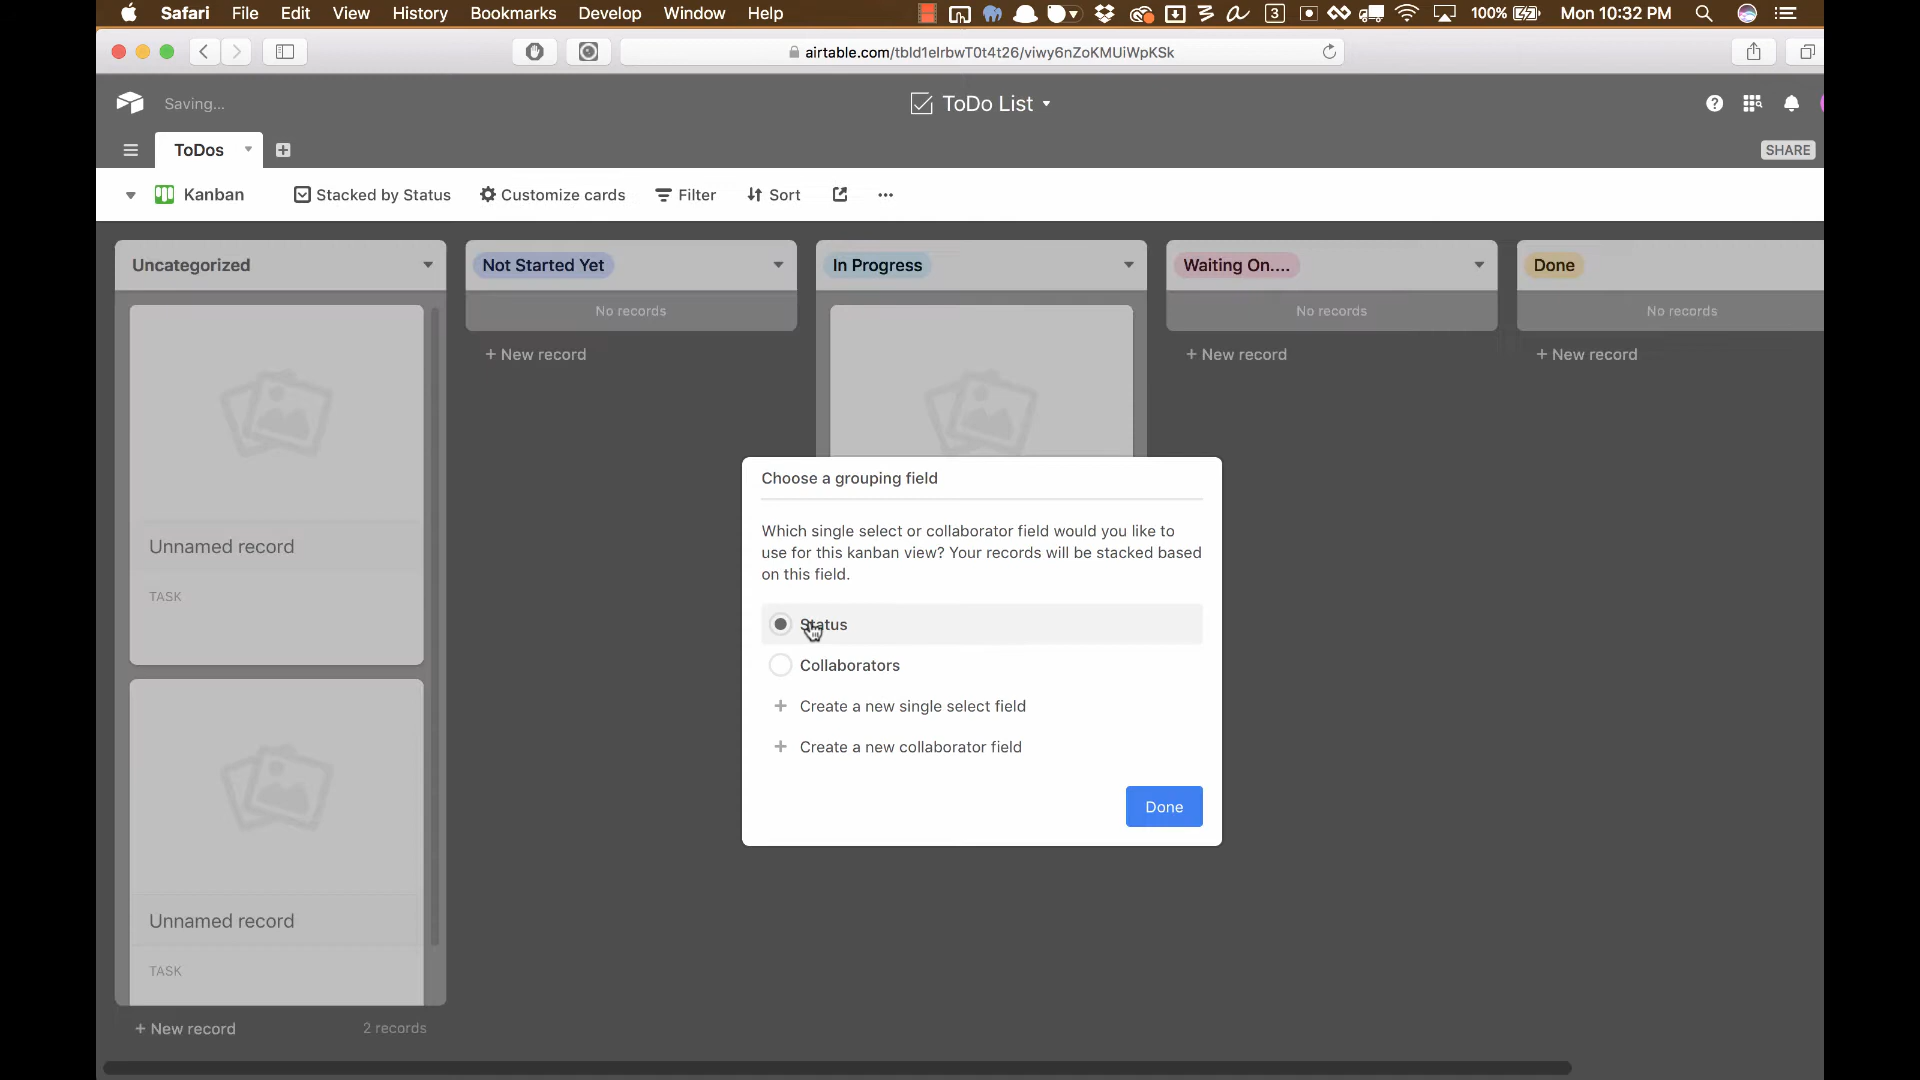 Safari File Edit View History Bookmarks Develop Window Help 3 100% Mon 10:32 PM
airtable.com/tbld1elrbwT0t4t26/viwy6nZoKMUiWpKSk
Saving...
ToDo List
ToDos
SHARE
Kanban Stacked by Status Customize cards Filter Sort
Uncategorized Not Started Yet In Progress Waiting On.... Done
No records No records No records
+ New record + New record + New record
Unnamed record
TASK
Unnamed record
TASK
+ New record 2 records
Choose a grouping field
Which single select or collaborator field would you like to
use for this kanban view? Your records will be stacked based
on this field.
Status
Collaborators
+ Create a new single select field
+ Create a new collaborator field
Done